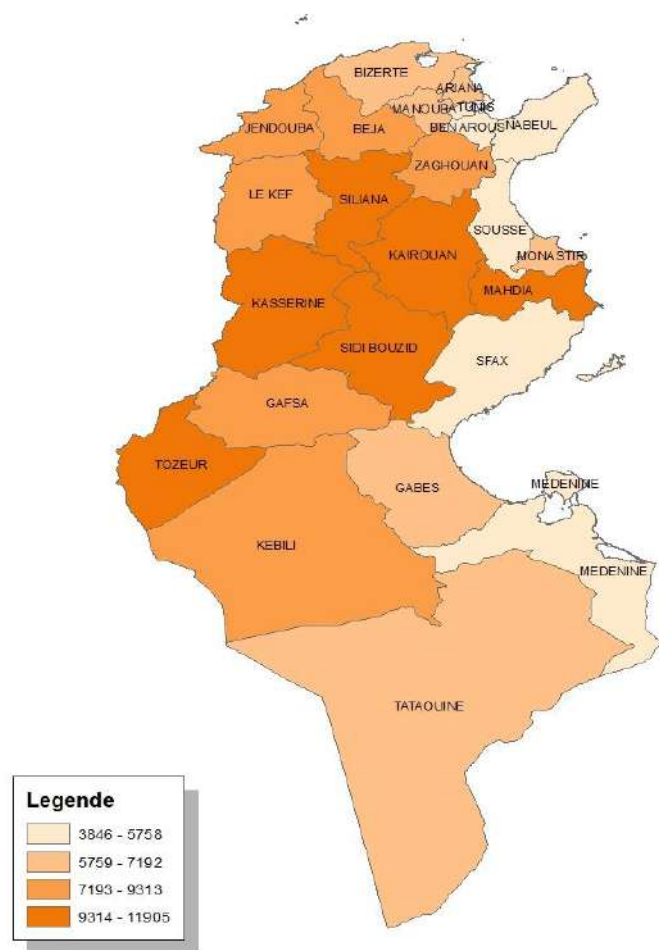 BIZERTE
ARIANA
MANOUBA
TUNIS
JENDOUBA
BEJA
BEN AROUS
NABEUL
ZAGHOUAN
LE KEF
SILIANA
SOUSSE
KAIROUAN
MONASTIR
KASSERINE
MAHDIA
SIDI BOUZID
SFAX
GAFSA
TOZEUR
GABES
MEDENINE
KEBILI
MEDENINE
TATAOUINE
Legende
3846 - 5758
5759 - 7192
7193 - 9313
9314 - 11905